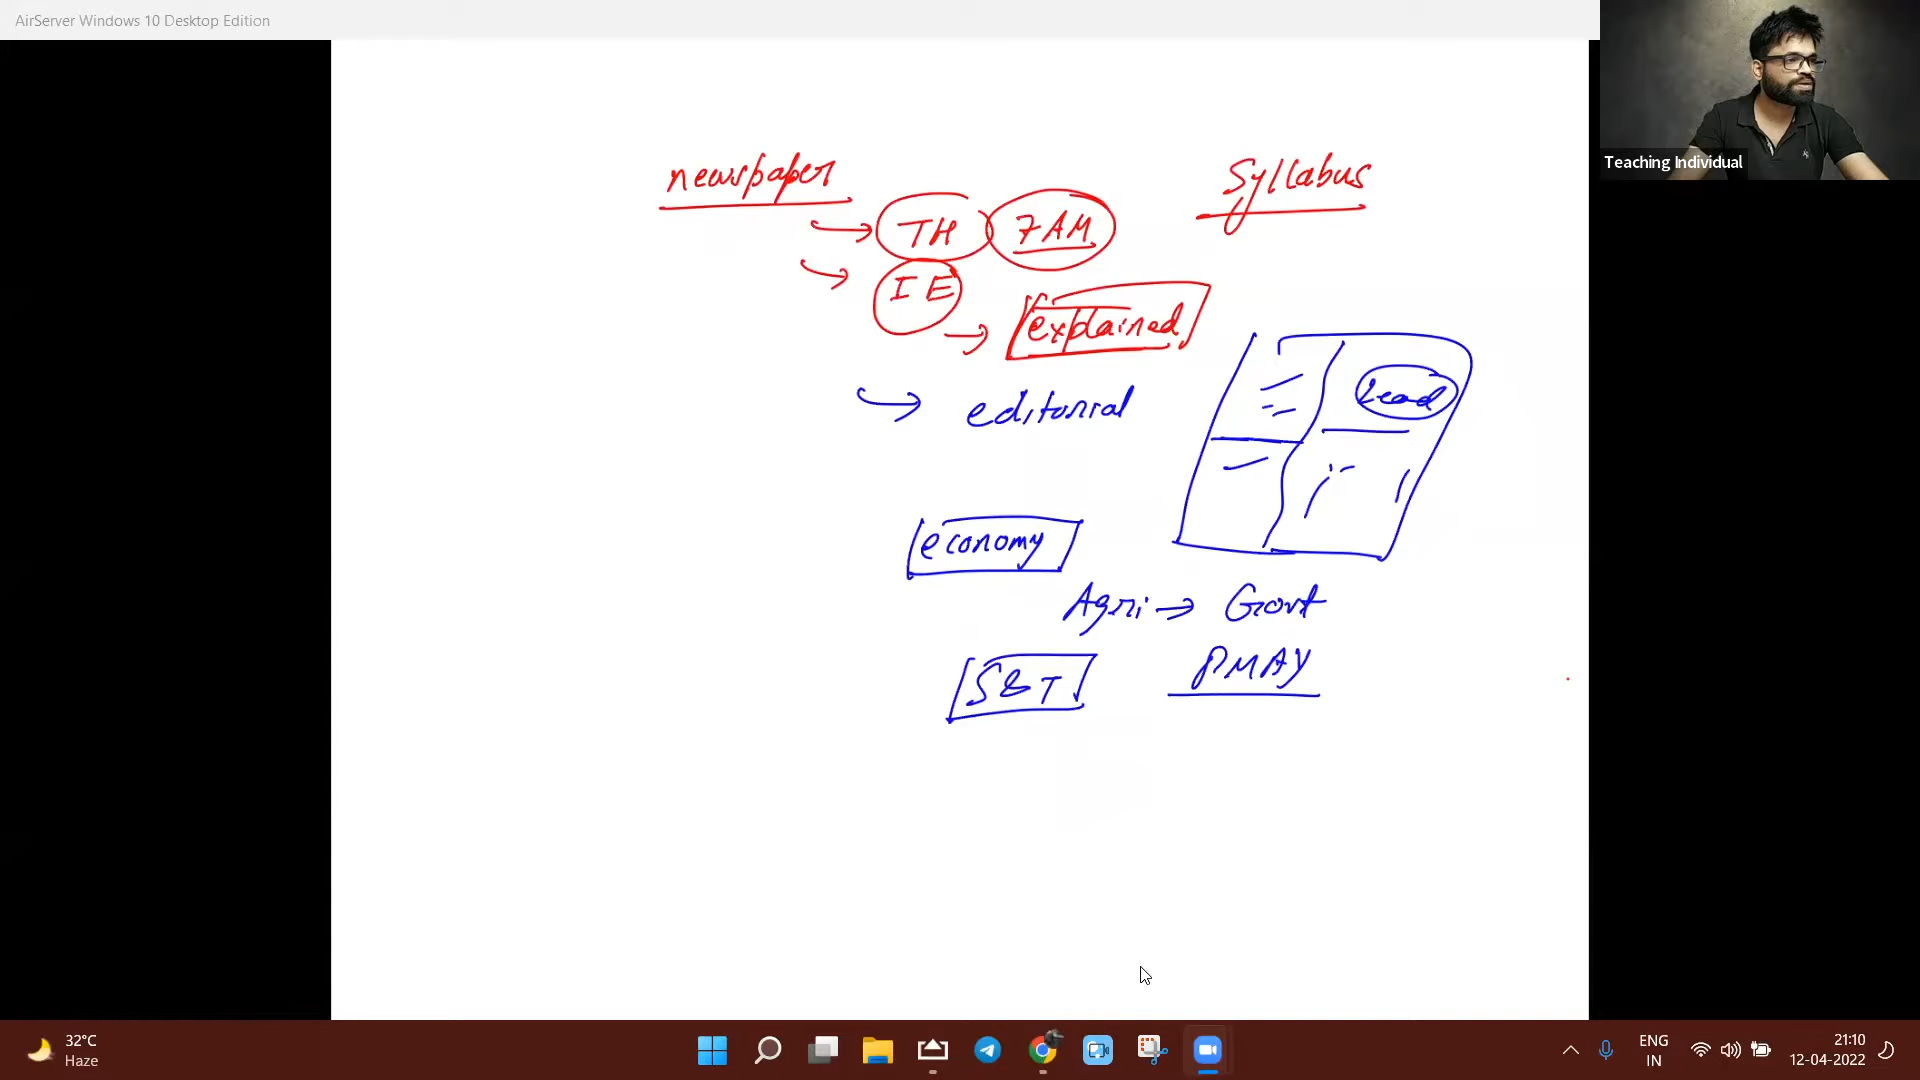 AirServer Windows 10 Desktop Edition
Teaching Individual
newspaper
Syllabus
TH 7AM
IE
explained
editorial
Lead
economy
Agri → Govt
S&T
PMAY
32°C
Haze
ENG
IN
21:10
12-04-2022